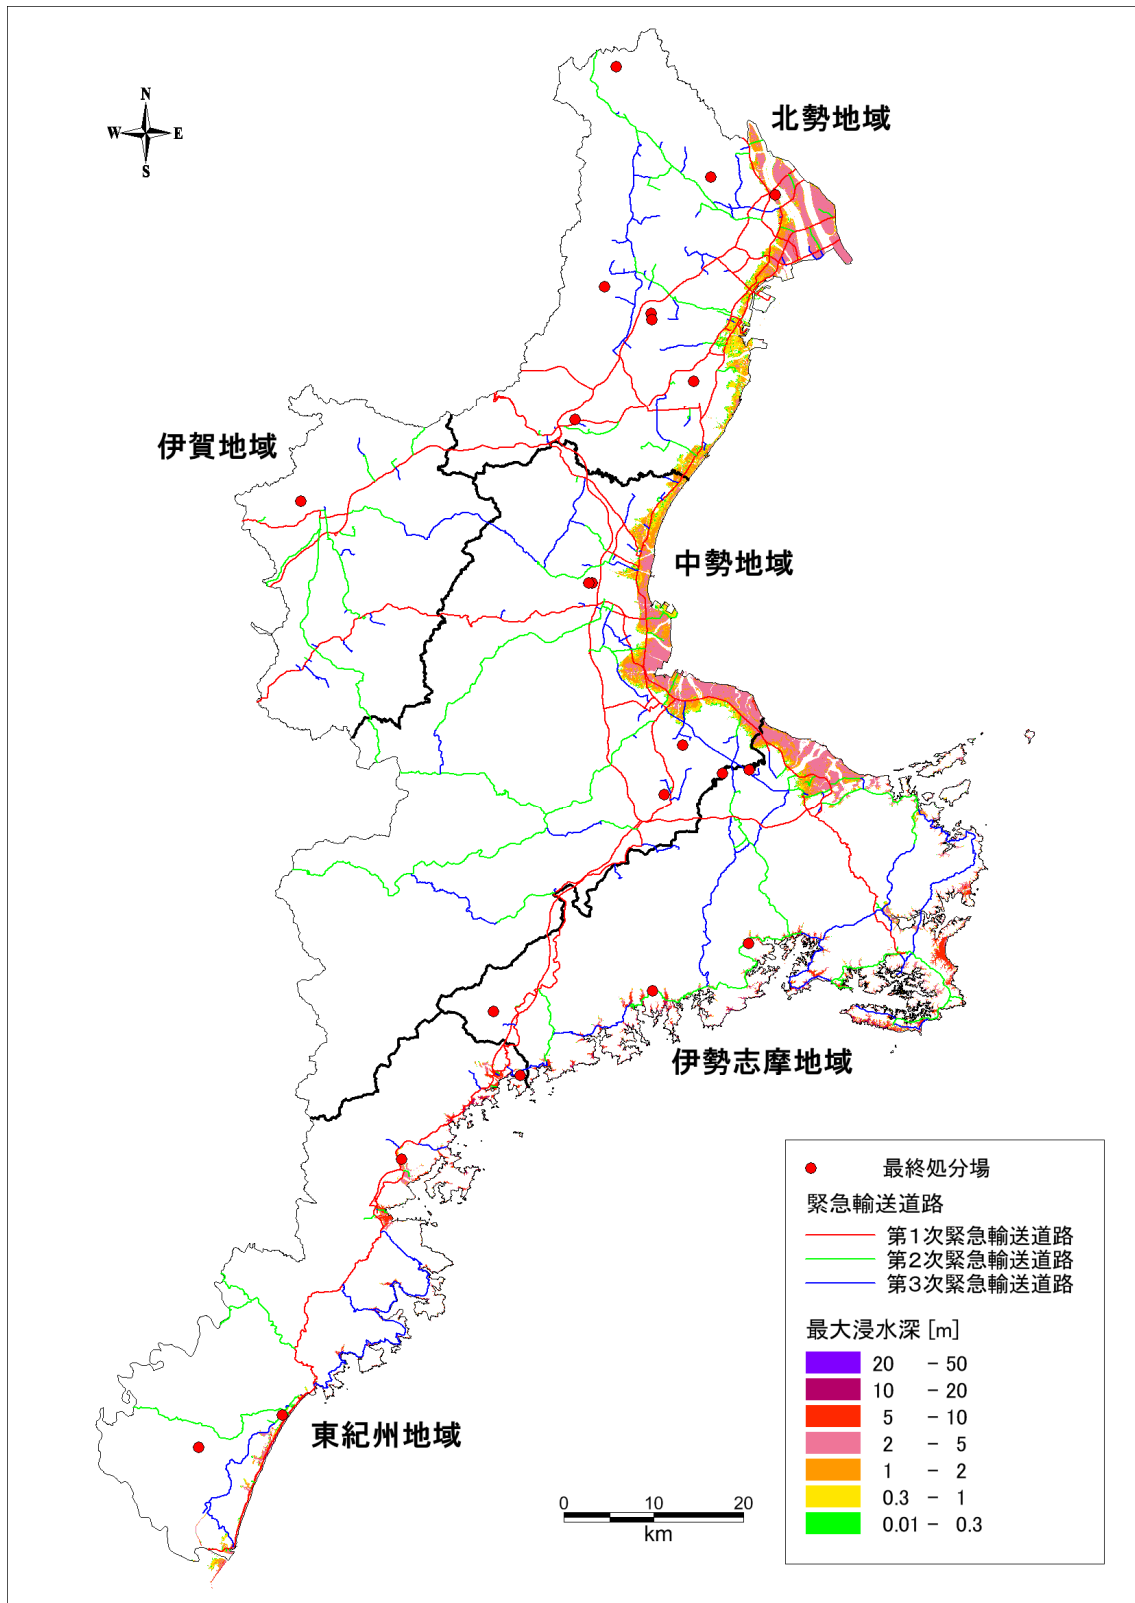 N
W E
S
北勢地域
伊賀地域
中勢地域
伊勢志摩地域
東紀州地域
最終処分場
緊急輸送道路
第1次緊急輸送道路
第2次緊急輸送道路
第3次緊急輸送道路
最大浸水深 [m]
20 - 50
10 - 20
5 - 10
2 - 5
1 - 2
0.3 - 1
0.01 - 0.3
0 10 20
km